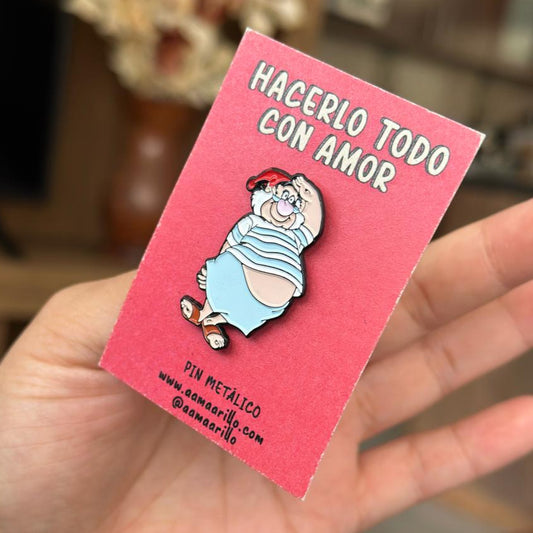 HACERLO TODO
CON AMOR
PIN METÁLICO
www.aamaarillo.com
@aamaarillo